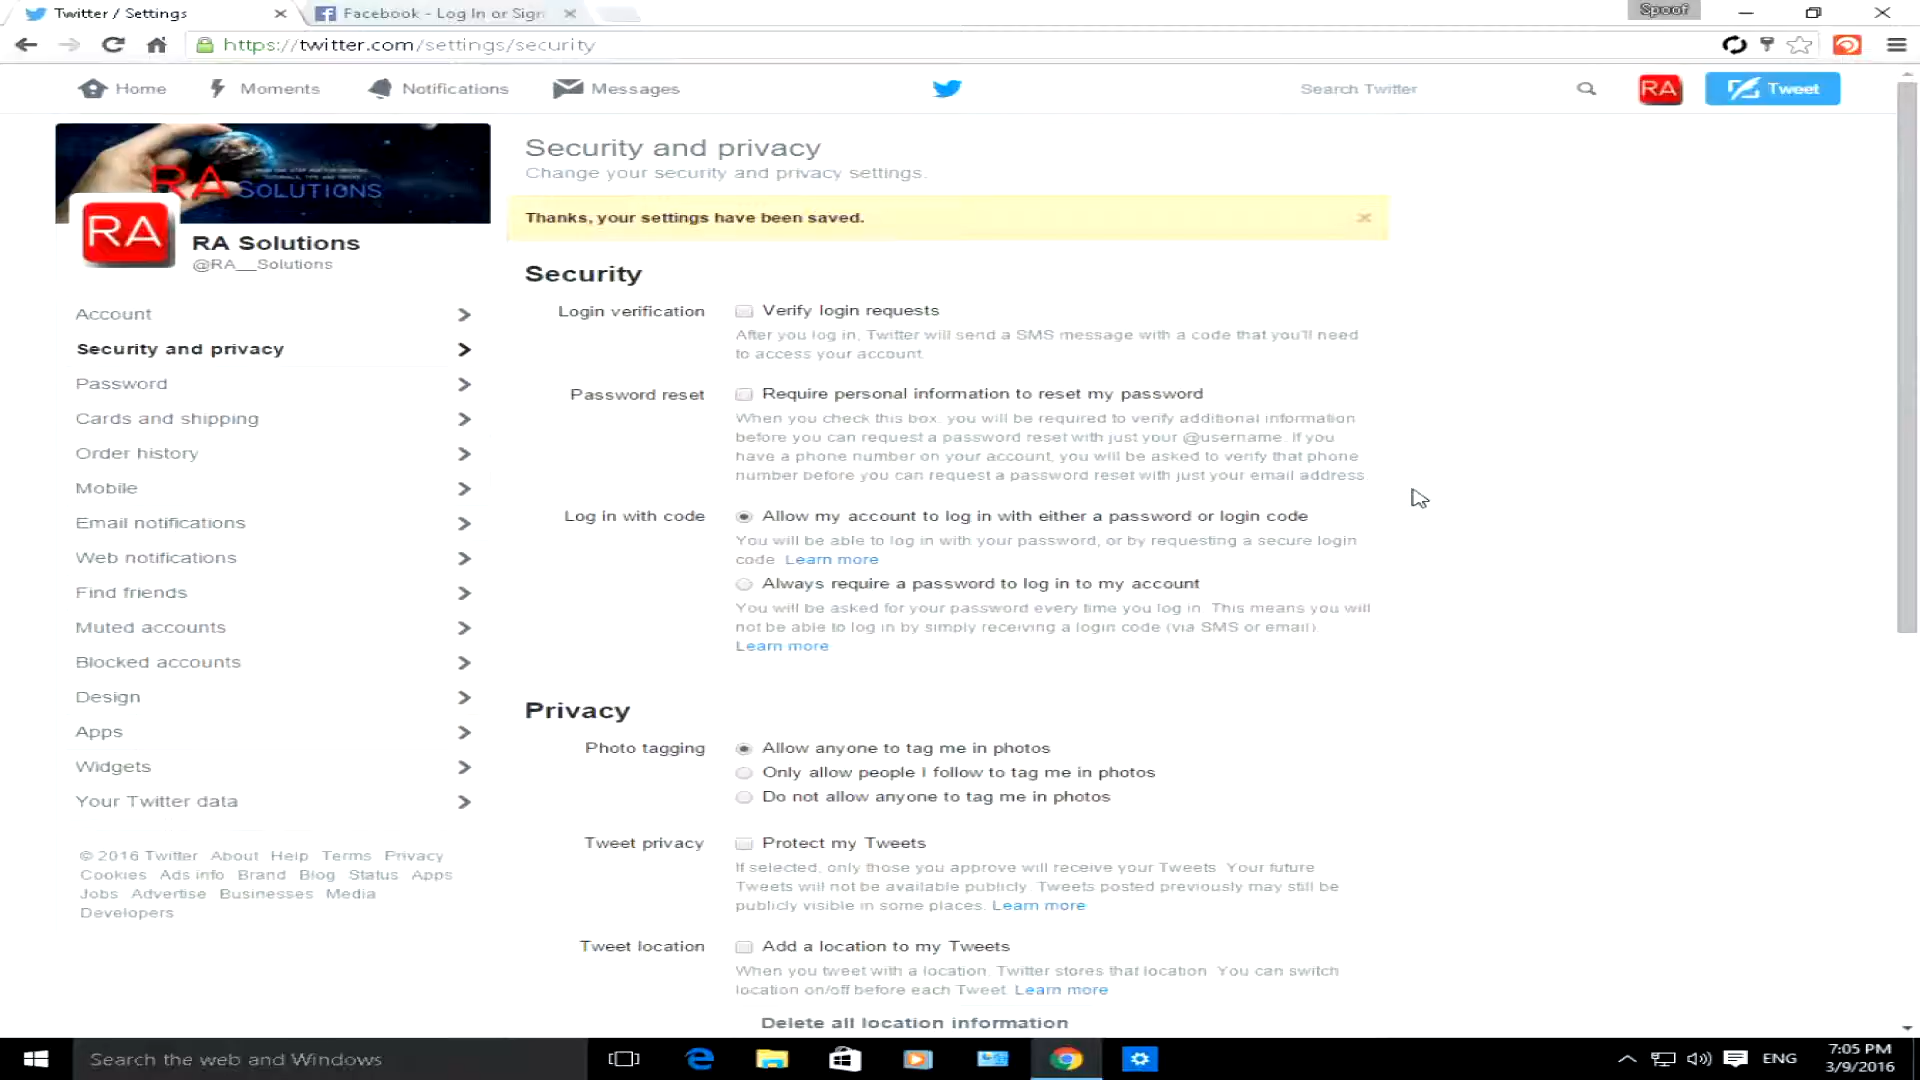 Twitter / Settings
Facebook - Log In or Sign
Spoof
https://twitter.com/settings/security
Home
Moments
Notifications
Messages
Search Twitter
RA
Tweet
RA SOLUTIONS
RA
RA Solutions
@RA__Solutions
Account
Security and privacy
Password
Cards and shipping
Order history
Mobile
Email notifications
Web notifications
Find friends
Muted accounts
Blocked accounts
Design
Apps
Widgets
Your Twitter data
© 2016 Twitter About Help Terms Privacy
Cookies Ads info Brand Blog Status Apps
Jobs Advertise Businesses Media
Developers
Security and privacy
Change your security and privacy settings.
Thanks, your settings have been saved.
Security
Login verification
Verify login requests
After you log in, Twitter will send a SMS message with a code that you'll need
to access your account.
Password reset
Require personal information to reset my password
When you check this box, you will be required to verify additional information
before you can request a password reset with just your @username. If you
have a phone number on your account, you will be asked to verify that phone
number before you can request a password reset with just your email address.
Log in with code
Allow my account to log in with either a password or login code
You will be able to log in with your password, or by requesting a secure login
code. Learn more
Always require a password to log in to my account
You will be asked for your password every time you log in. This means you will
not be able to log in by simply receiving a login code (via SMS or email).
Learn more
Privacy
Photo tagging
Allow anyone to tag me in photos
Only allow people I follow to tag me in photos
Do not allow anyone to tag me in photos
Tweet privacy
Protect my Tweets
If selected, only those you approve will receive your Tweets. Your future
Tweets will not be available publicly. Tweets posted previously may still be
publicly visible in some places. Learn more
Tweet location
Add a location to my Tweets
When you tweet with a location, Twitter stores that location. You can switch
location on/off before each Tweet. Learn more
Delete all location information
Search the web and Windows
ENG
7:05 PM
3/9/2016